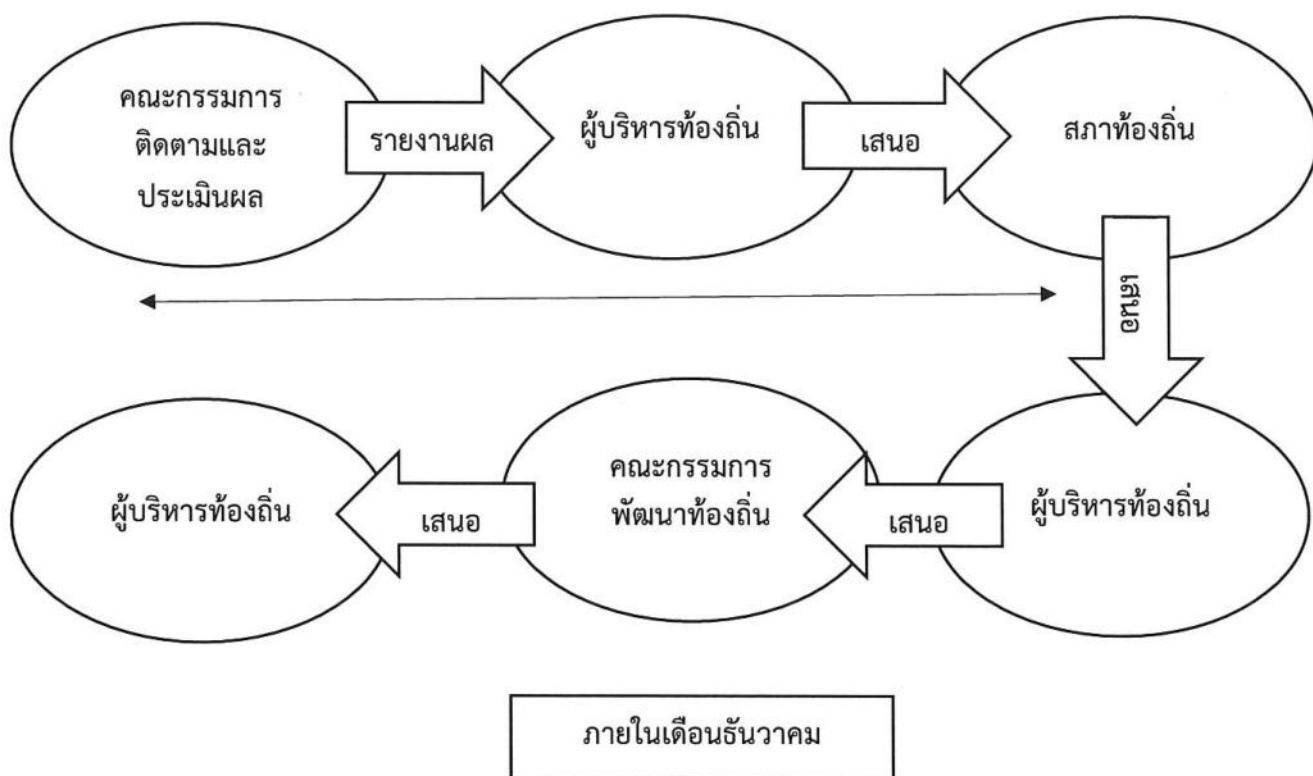 คณะกรรมการ
ติดตามและ
ประเมินผล
รายงานผล
ผู้บริหารท้องถิ่น
เสนอ
สภาท้องถิ่น
เสนอ
ผู้บริหารท้องถิ่น
เสนอ
คณะกรรมการ
พัฒนาท้องถิ่น
เสนอ
ผู้บริหารท้องถิ่น
ภายในเดือนธันวาคม